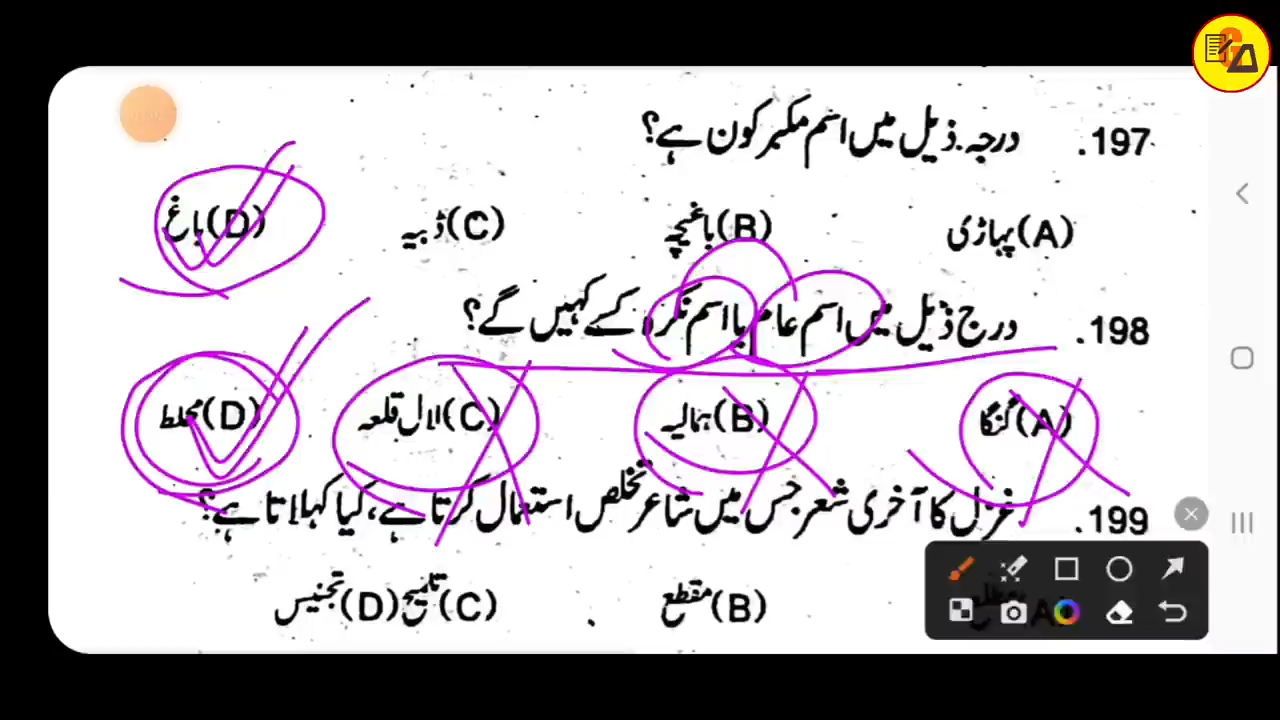 197. درجہ ذیل میں اسم مکبر کون ہے؟
(A) پہاڑی (B) باغیچہ (C) ڈبیہ (D) باغ
198. درج ذیل میں اسم عام یا اسم نکرہ کسے کہیں گے؟
(A) گنگا (B) ہمالیہ (C) لال قلعہ (D)
199. غزل کا آخری شعر جس میں شاعر تخلص استعمال کرتا ہے، کیا کہلاتا ہے؟
(B) مقطع (C) تلمیح (D) تجنیس